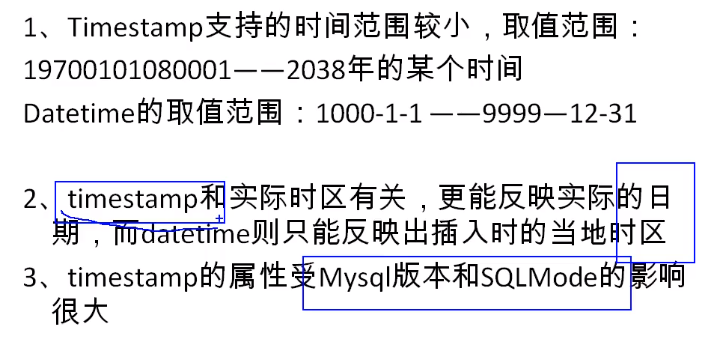 1、Timestamp支持的时间范围较小，取值范围：
19700101080001——2038年的某个时间
Datetime的取值范围：1000-1-1 ——9999—12-31
2、timestamp和实际时区有关，更能反映实际的日
期，而datetime则只能反映出插入时的当地时区
3、timestamp的属性受Mysql版本和SQLMode的影响
很大